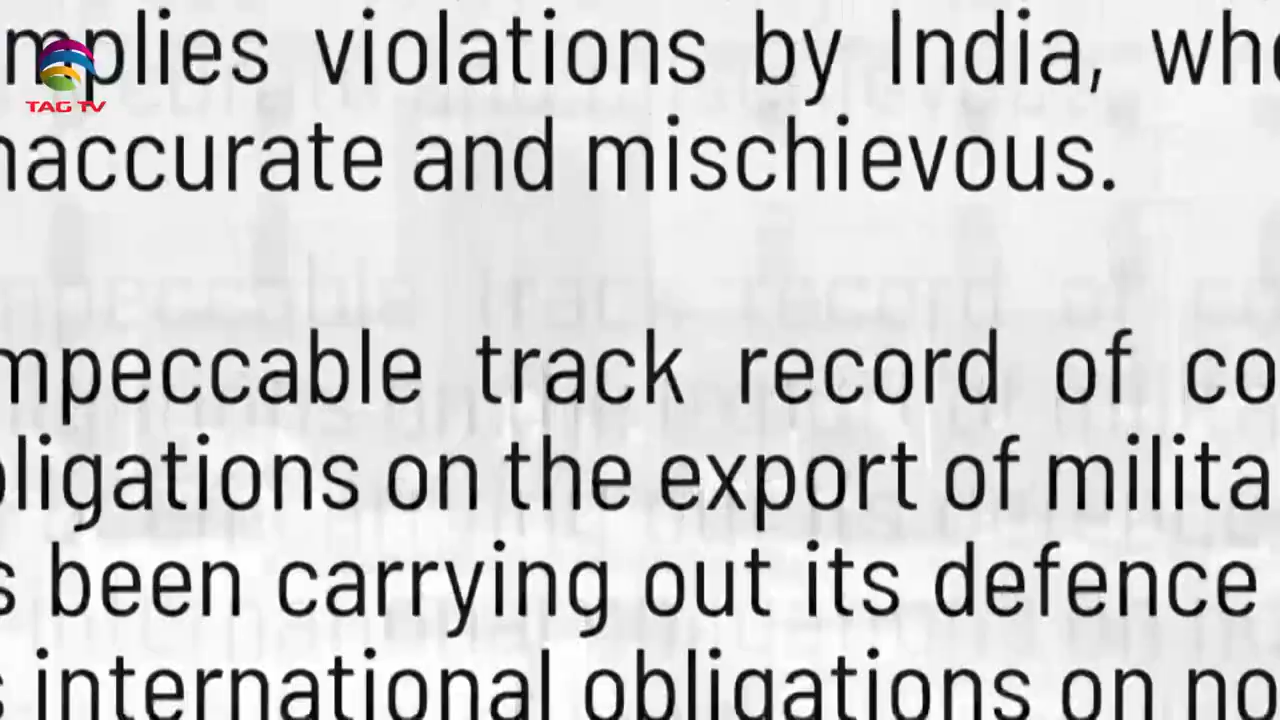 mplies violations by India, whe
TAG TV
naccurate and mischievous.
mpeccable track record of co
bligations on the export of milita
s been carrying out its defence
s international obligations on no